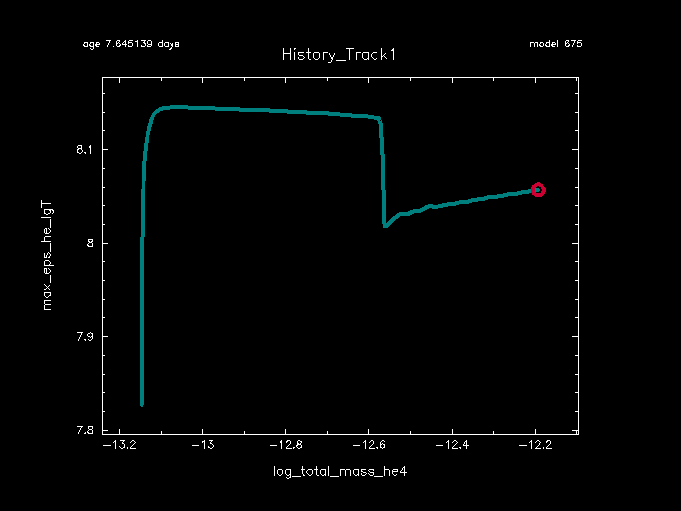 age 7.645139 days
model 675
History_Track1
8.1
8
7.9
7.8
max_eps_he_lgT
−13.2
−13
−12.8
−12.6
−12.4
−12.2
log_total_mass_he4